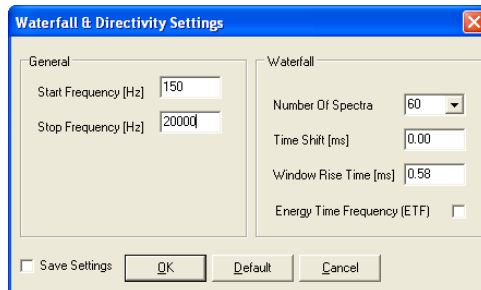 Waterfall & Directivity Settings
General
Start Frequency [Hz] 150
Stop Frequency [Hz] 20000
Waterfall
Number Of Spectra 60
Time Shift [ms] 0.00
Window Rise Time [ms] 0.58
Energy Time Frequency (ETF)
Save Settings OK Default Cancel